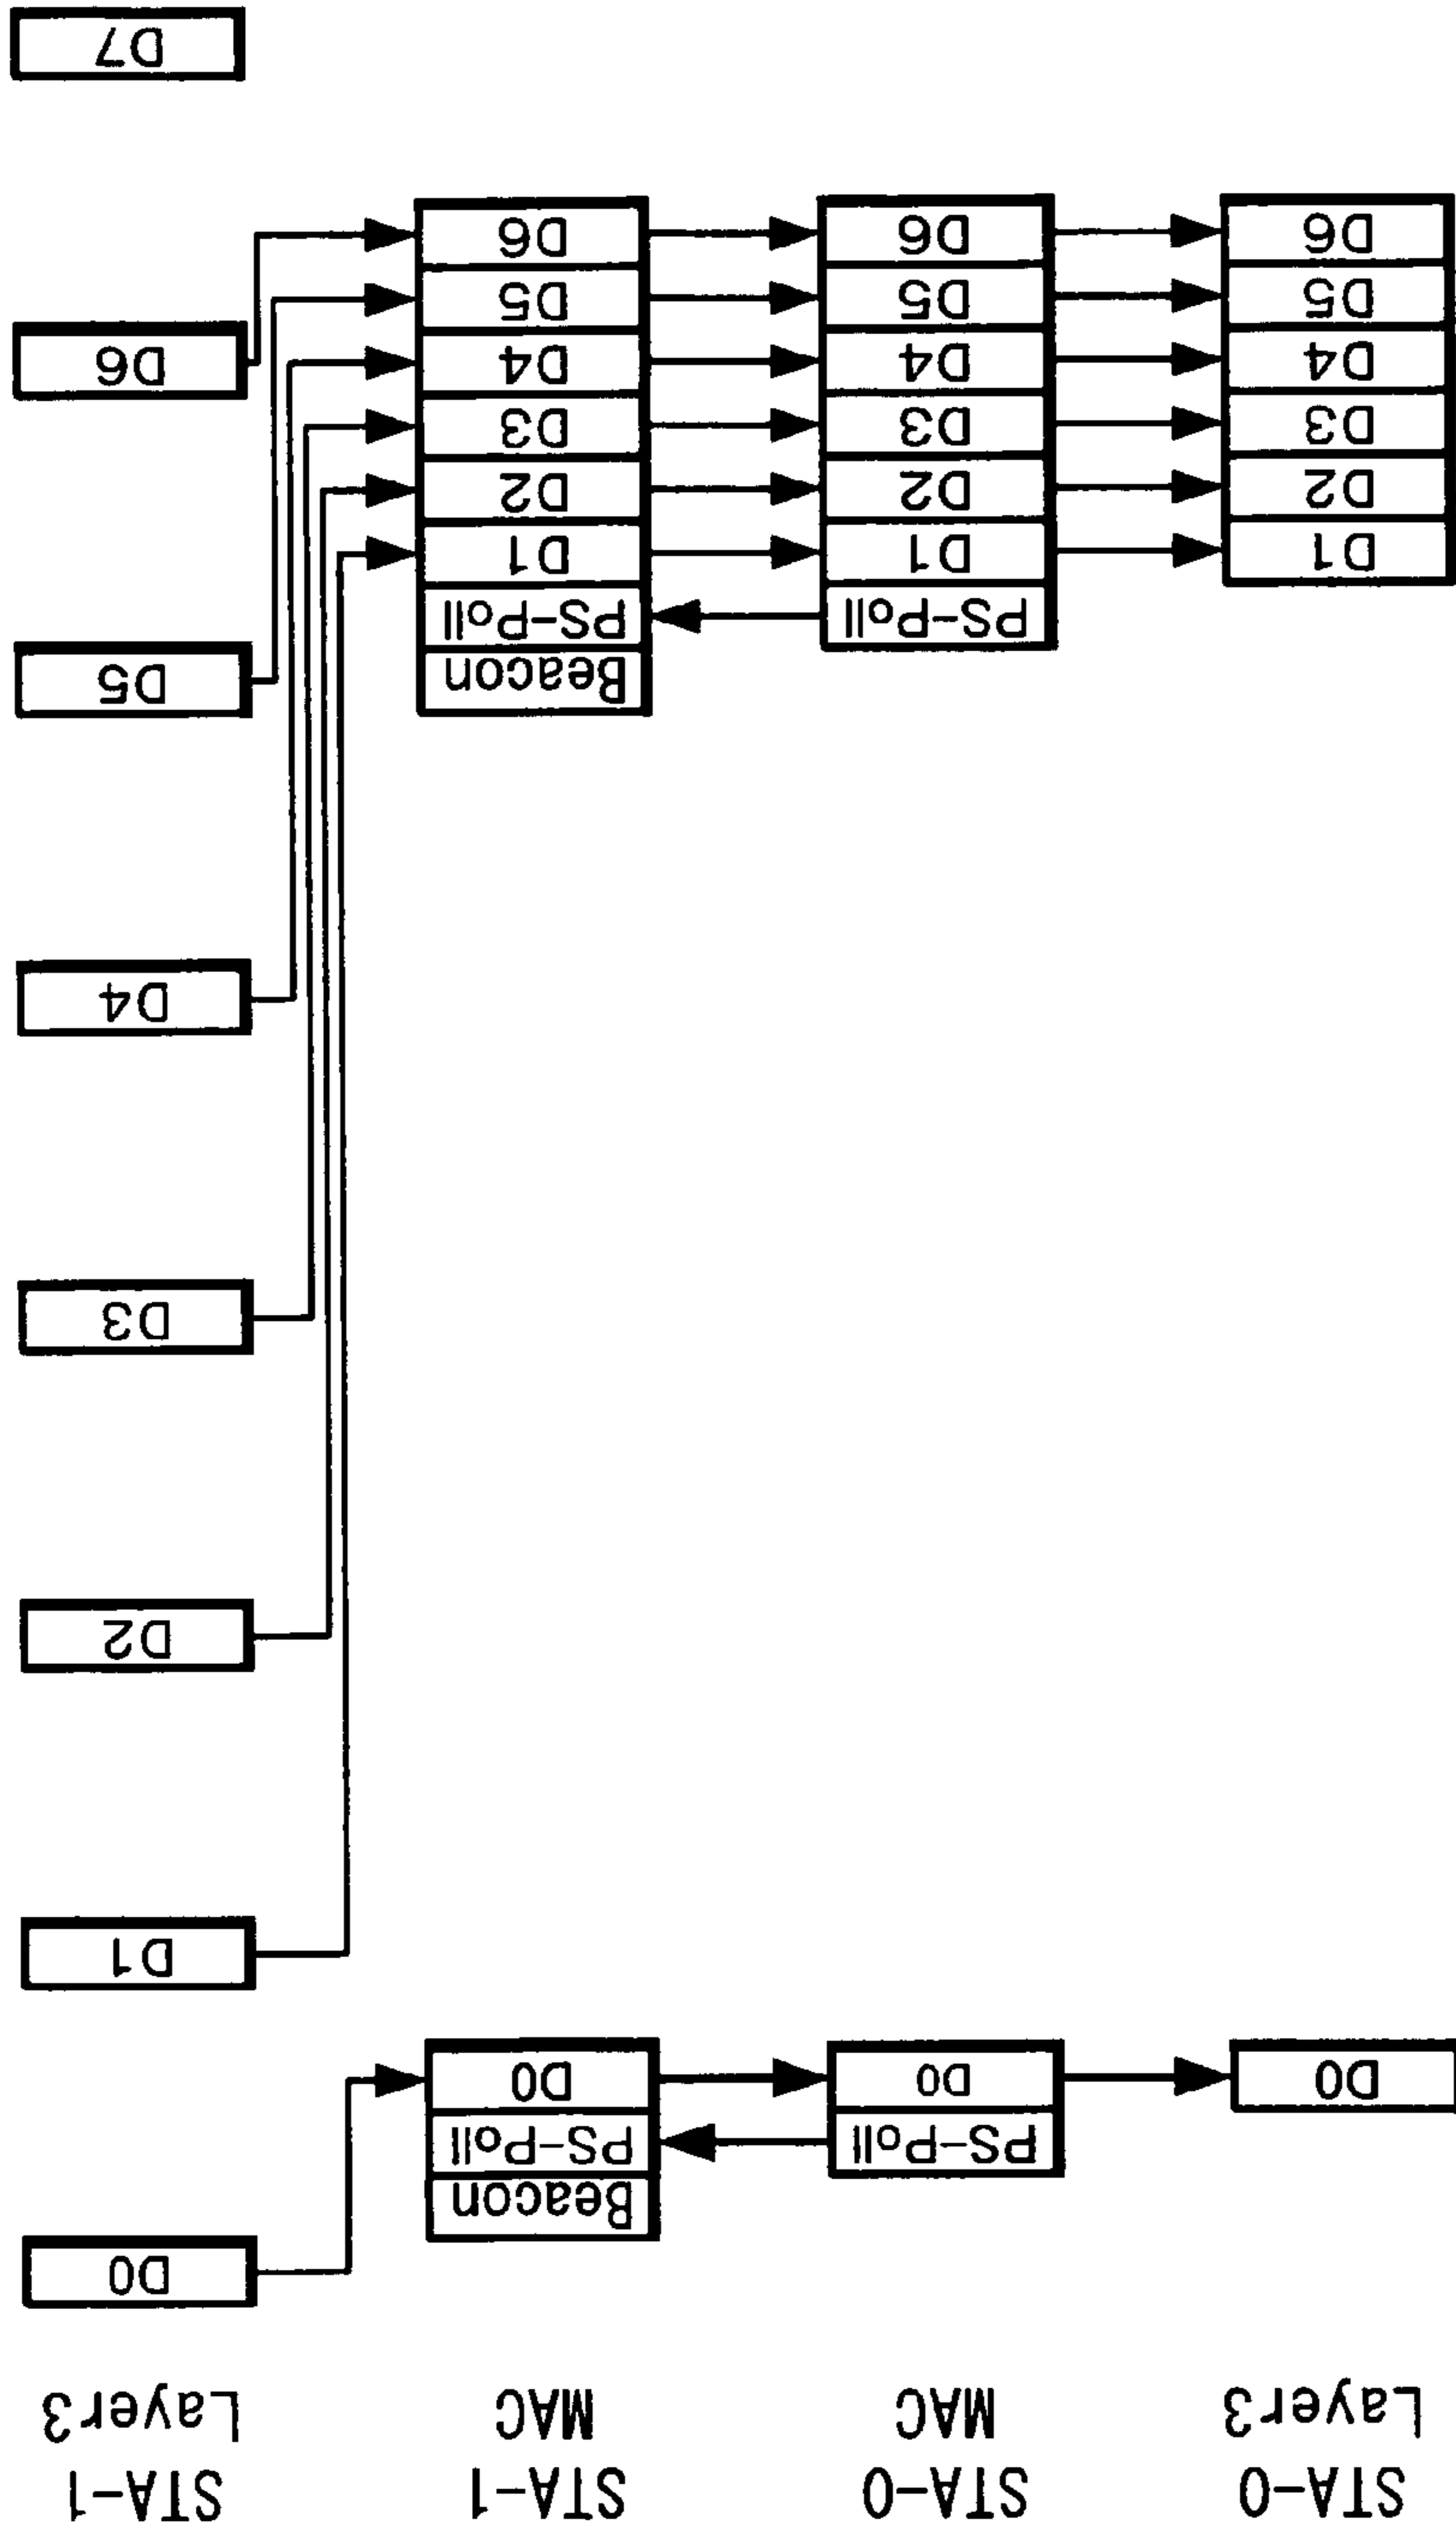 STA-0 STA-0 STA-1 STA-1
Layer3 MAC MAC Layer3
D0
Beacon
PS-Poll PS-Poll
D0 D0 D0
D1
D2
D3
D4
Beacon D5
PS-Poll PS-Poll
D1 D1 D1
D2 D2 D2
D3 D3 D3
D4 D4 D4 D6
D5 D5 D5
D6 D6 D6
D7